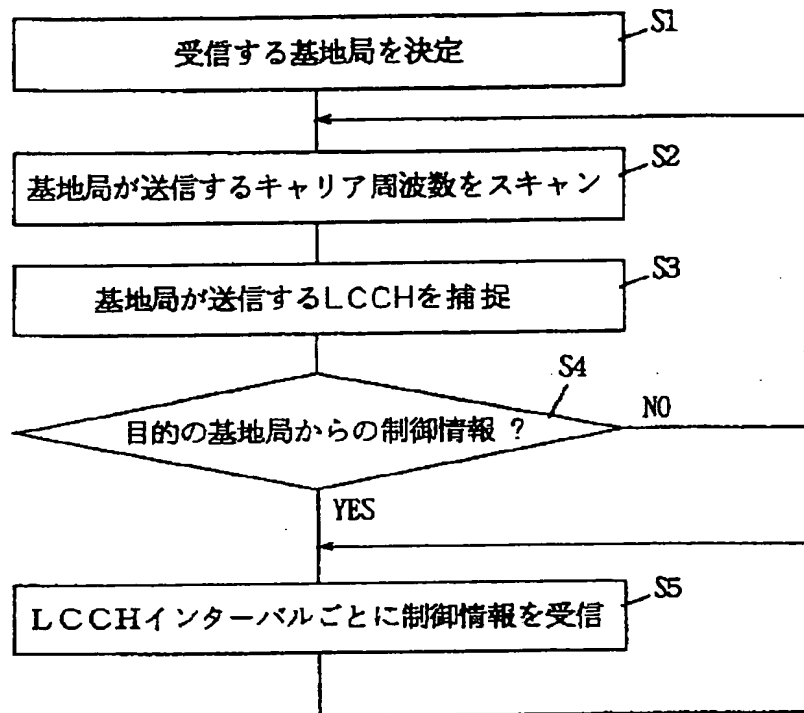 S1
受信する基地局を決定
S2
基地局が送信するキャリア周波数をスキャン
S3
基地局が送信するLCCHを捕捉
S4
目的の基地局からの制御情報?
NO
YES
S5
LCCHインターバルごとに制御情報を受信